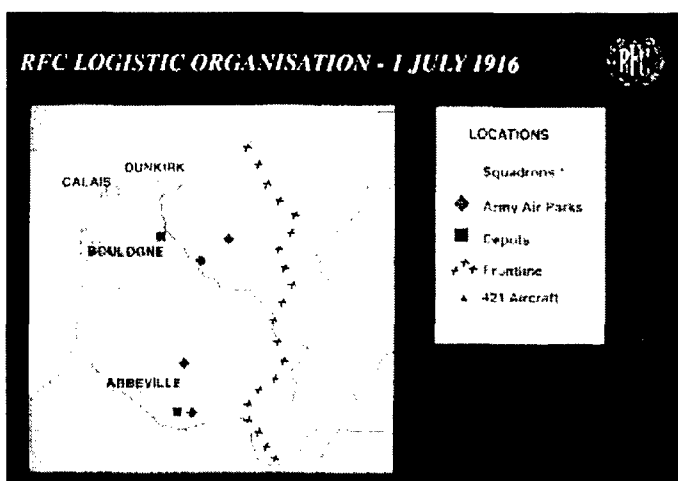 RFC LOGISTIC ORGANISATION - 1 JULY 1916
RFC
DUNKIRK
CALAIS
BOULOGNE
ABBEVILLE
LOCATIONS
Squadrons *
Army Air Parks
Depots
Frontline
421 Aircraft